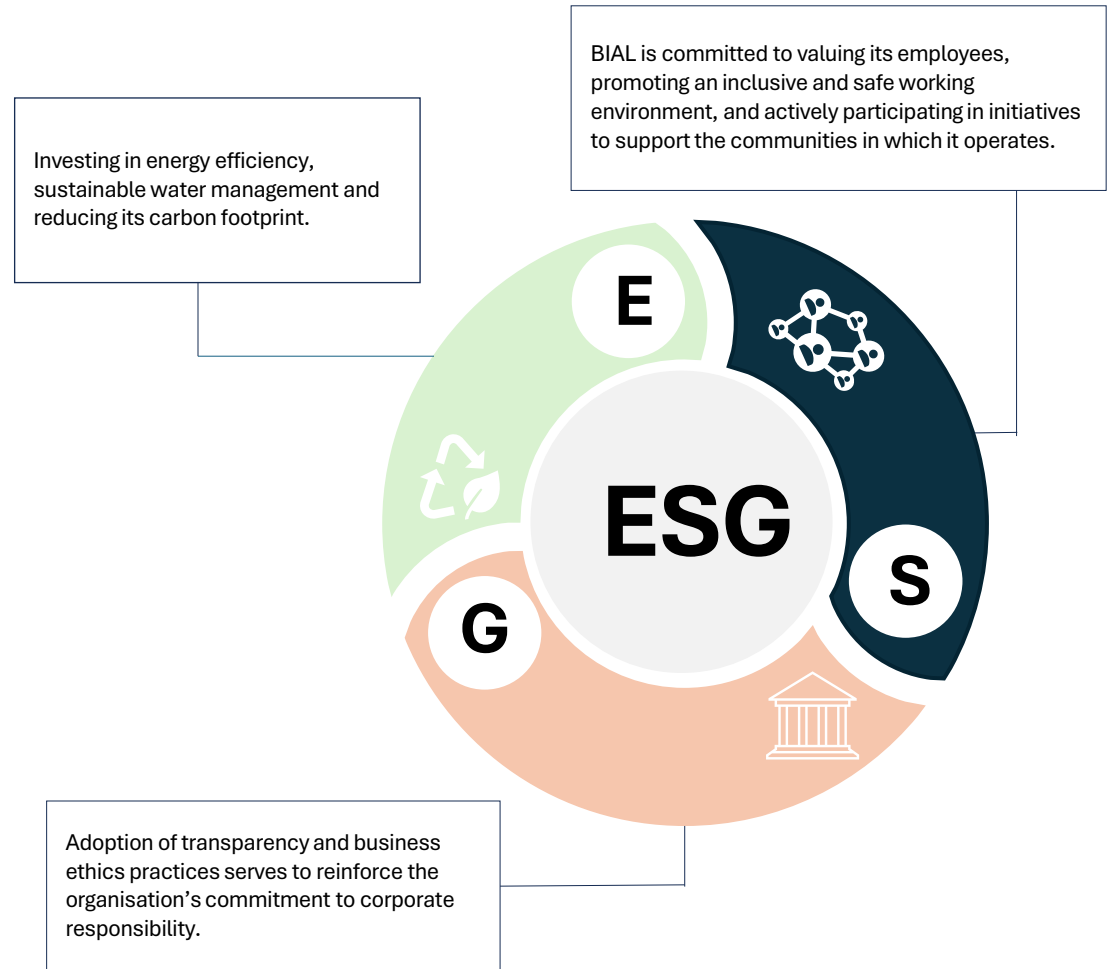 BIAL is committed to valuing its employees,
promoting an inclusive and safe working
environment, and actively participating in initiatives
to support the communities in which it operates.
Investing in energy efficiency,
sustainable water management and
reducing its carbon footprint.
E
ESG
S
G
Adoption of transparency and business
ethics practices serves to reinforce the
organisation’s commitment to corporate
responsibility.